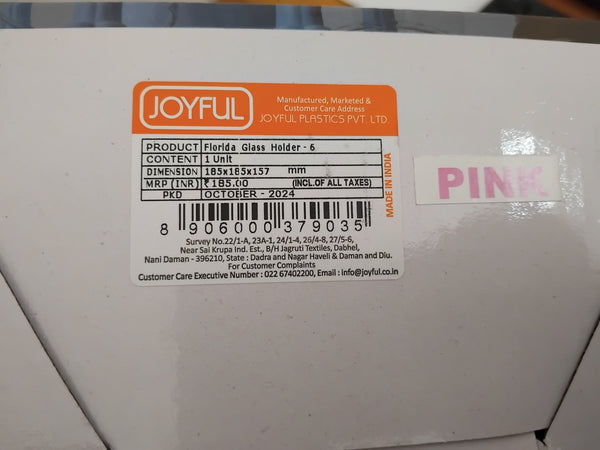 JOYFUL
Manufactured, Marketed &
Customer Care Address
JOYFUL PLASTICS PVT. LTD
PRODUCT Florida Glass Holder - 6
CONTENT 1 Unit
DIMENSION 185x185x157 mm
MRP (INR) ₹185.00 (INCL.OF ALL TAXES)
PKD OCTOBER - 2024
MADE IN INDIA
8 906000 379035
Survey No.22/1-A, 23A-1, 24/1-4, 26/4-8, 27/5-6,
Near Sai Krupa Ind. Est., B/H Jagruti Textiles, Dabhel,
Nani Daman - 396210, State : Dadra and Nagar Haveli & Daman and Diu.
For Customer Complaints
Customer Care Executive Number : 022 67402200, Email : info@joyful.co.in
PINK